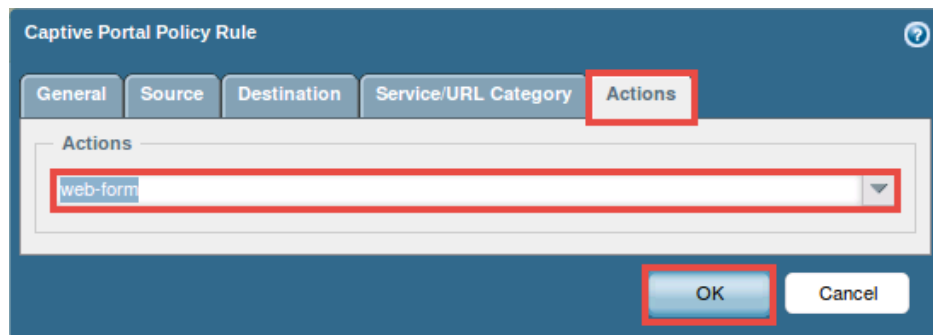 Captive Portal Policy Rule
?
General Source Destination Service/URL Category Actions
Actions
web-form
OK Cancel